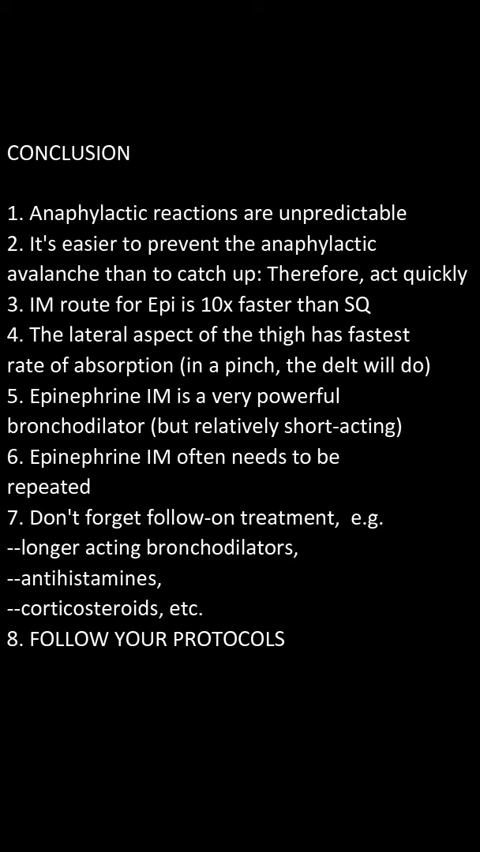 CONCLUSION
1. Anaphylactic reactions are unpredictable
2. It's easier to prevent the anaphylactic
avalanche than to catch up: Therefore, act quickly
3. IM route for Epi is 10x faster than SQ
4. The lateral aspect of the thigh has fastest
rate of absorption (in a pinch, the delt will do)
5. Epinephrine IM is a very powerful
bronchodilator (but relatively short-acting)
6. Epinephrine IM often needs to be
repeated
7. Don't forget follow-on treatment,  e.g.
--longer acting bronchodilators,
--antihistamines,
--corticosteroids, etc.
8. FOLLOW YOUR PROTOCOLS